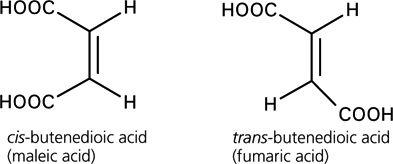 HOOC H
HOOC H
cis-butenedioic acid
(maleic acid)
HOOC H
H COOH
trans-butenedioic acid
(fumaric acid)